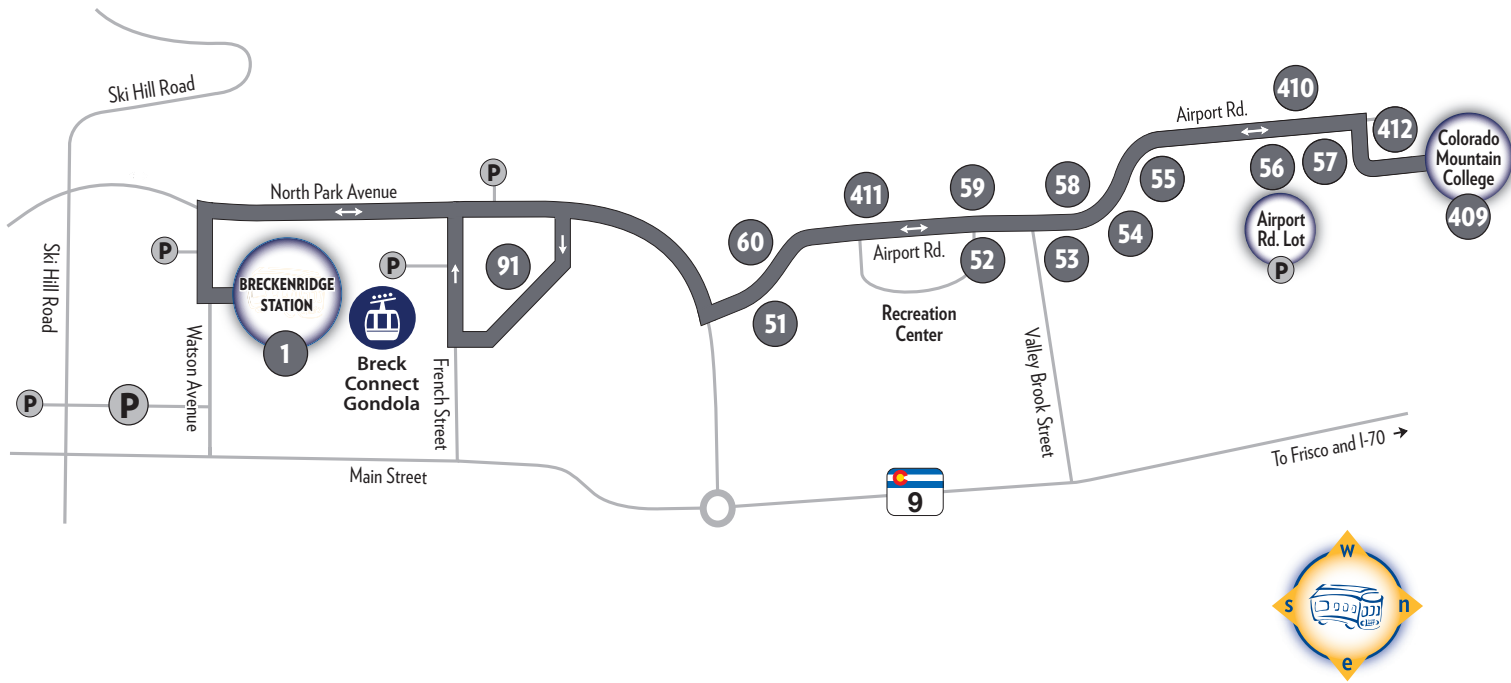 Ski Hill Road
North Park Avenue
P
P
P
91
BRECKENRIDGE
STATION
1
Breck
Connect
Gondola
Ski Hill Road
Watson Avenue
French Street
P
P
Main Street
60
51
411
Airport Rd.
59
52
Recreation
Center
58
53
54
55
Valley Brook Street
Airport Rd.
410
56
57
412
Airport
Rd. Lot
P
Colorado
Mountain
College
409
9
To Frisco and I-70
w
s
n
e